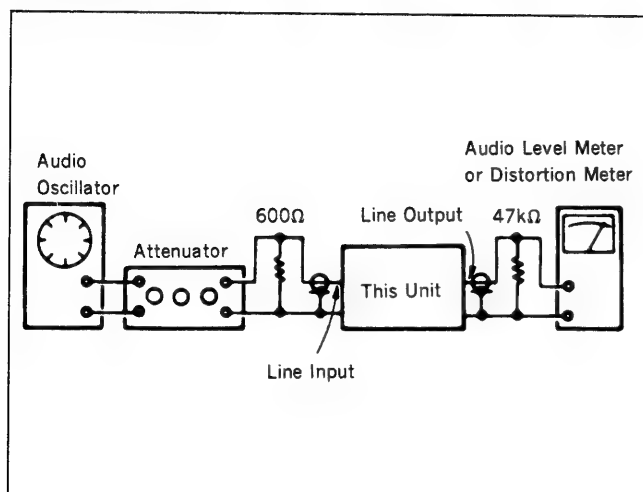 Audio
Oscillator
Attenuator
600Ω
Line Input
This Unit
Line Output
47kΩ
Audio Level Meter
or Distortion Meter